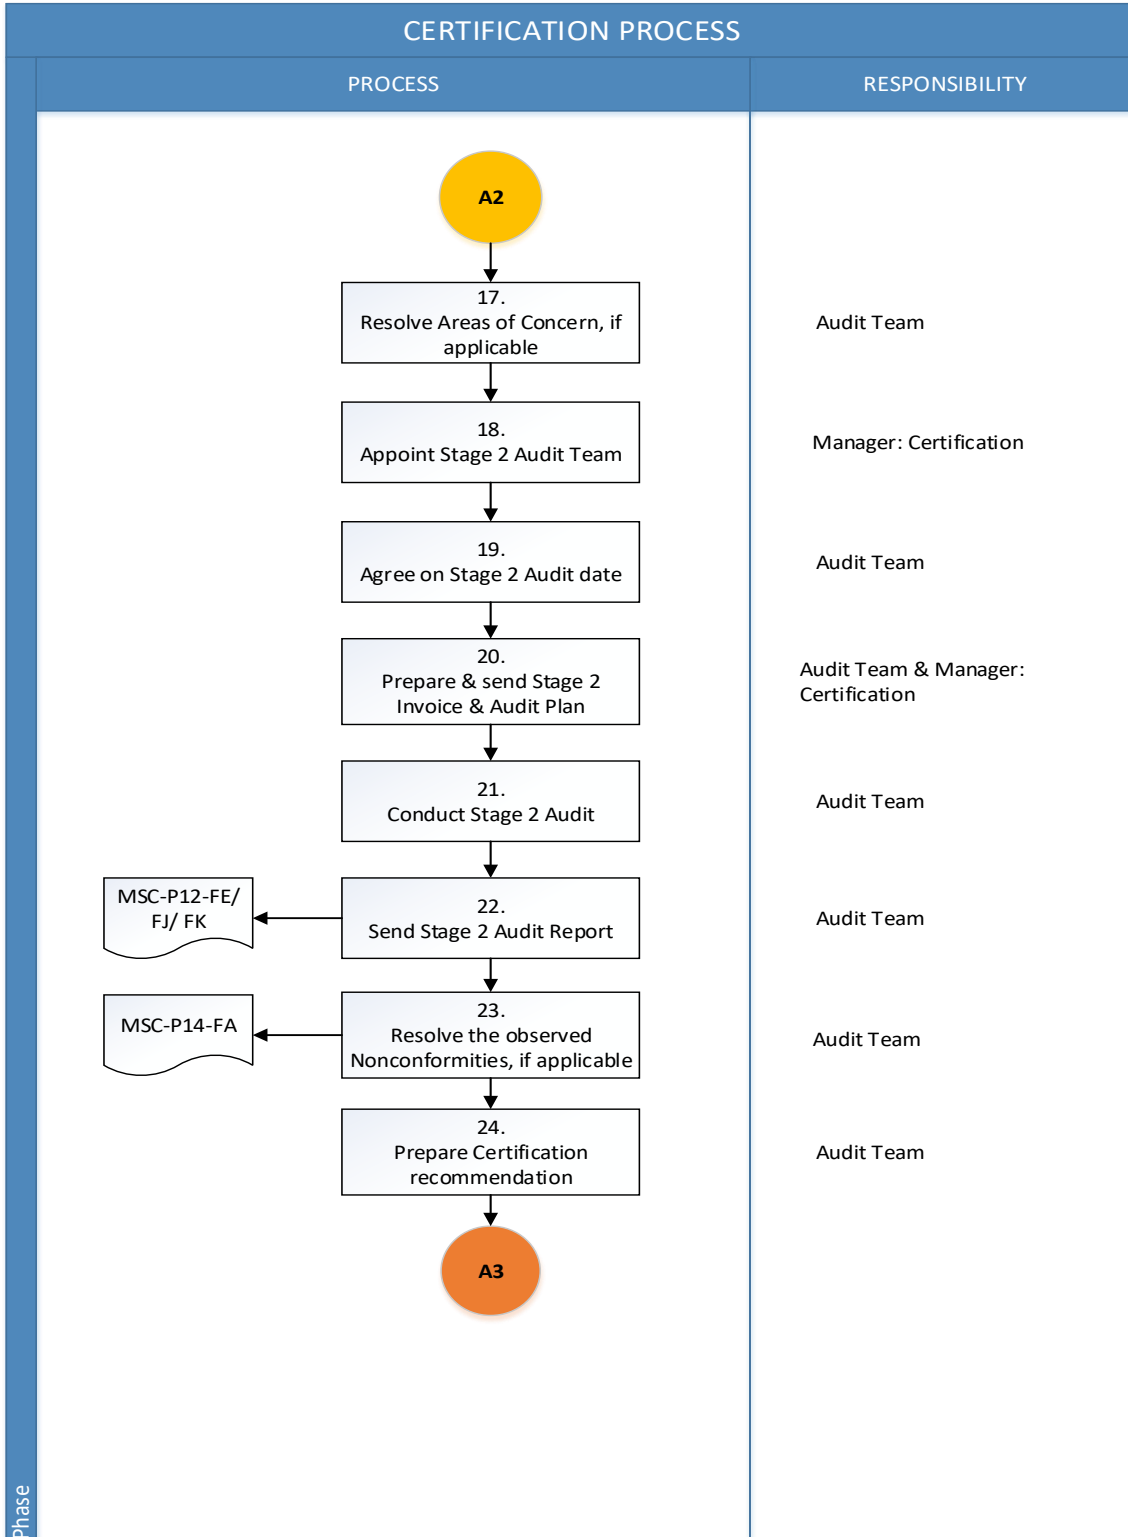 CERTIFICATION PROCESS
PROCESS
RESPONSIBILITY
A2
17.
Resolve Areas of Concern, if
applicable
Audit Team
18.
Appoint Stage 2 Audit Team
Manager: Certification
19.
Agree on Stage 2 Audit date
Audit Team
20.
Prepare & send Stage 2
Invoice & Audit Plan
Audit Team & Manager:
Certification
21.
Conduct Stage 2 Audit
Audit Team
MSC-P12-FE/
FJ/ FK
22.
Send Stage 2 Audit Report
Audit Team
MSC-P14-FA
23.
Resolve the observed
Nonconformities, if applicable
Audit Team
24.
Prepare Certification
recommendation
Audit Team
A3
Phase